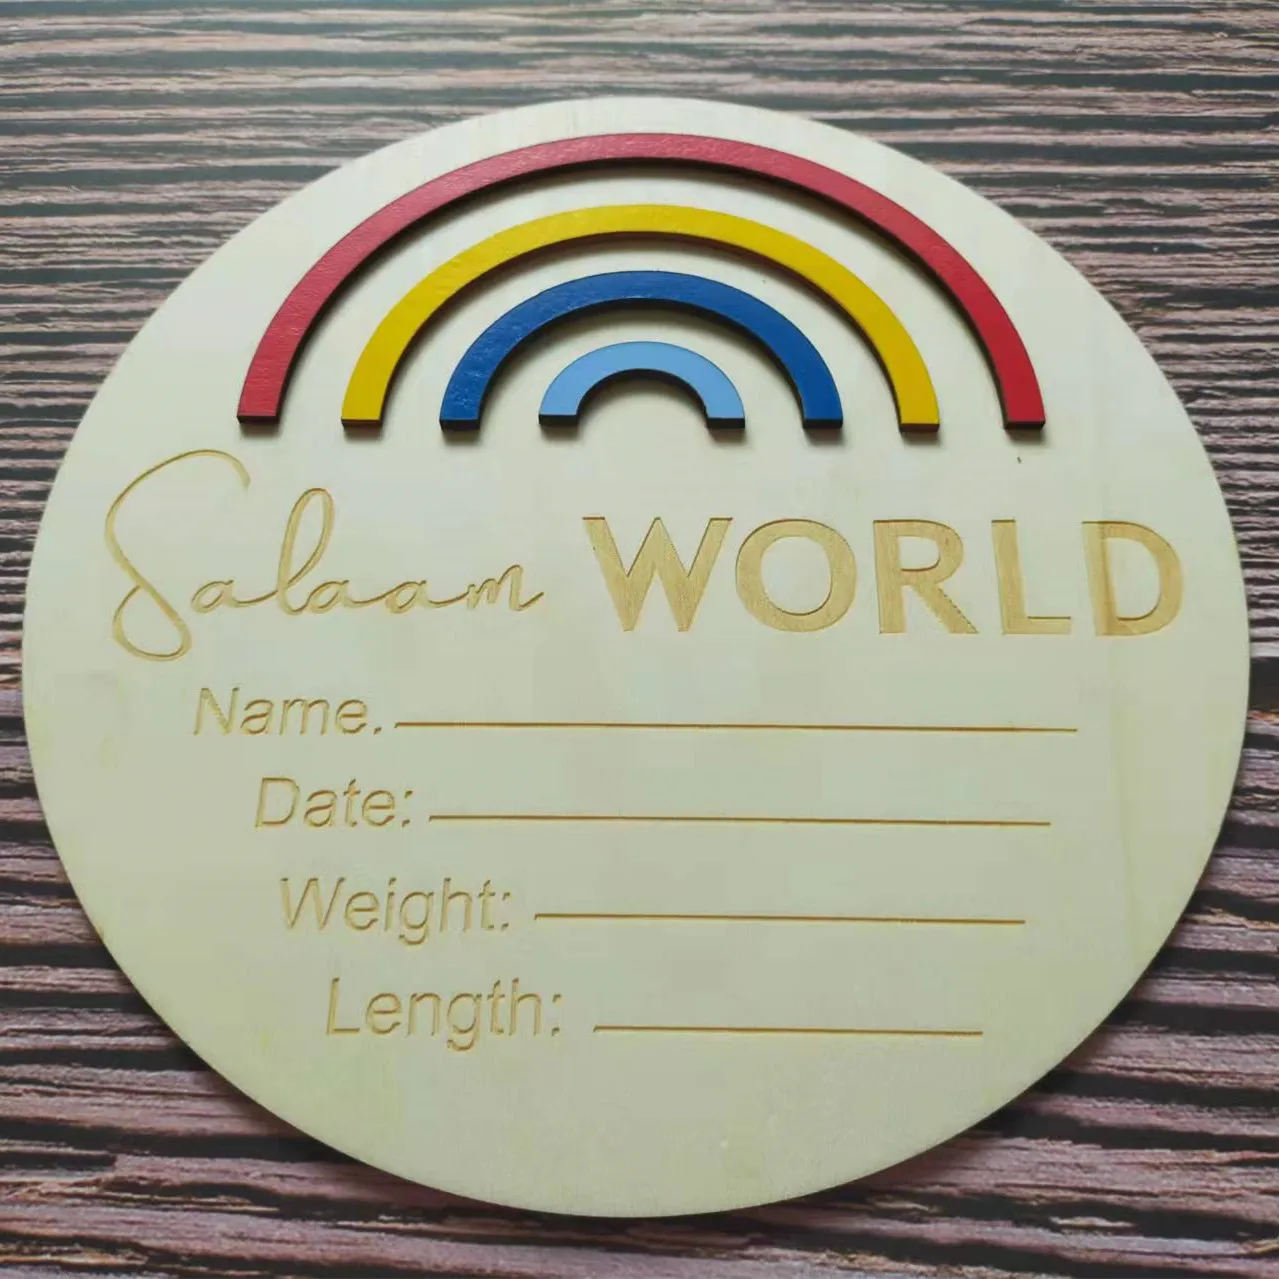 Salaam WORLD
Name.
Date:
Weight:
Length: